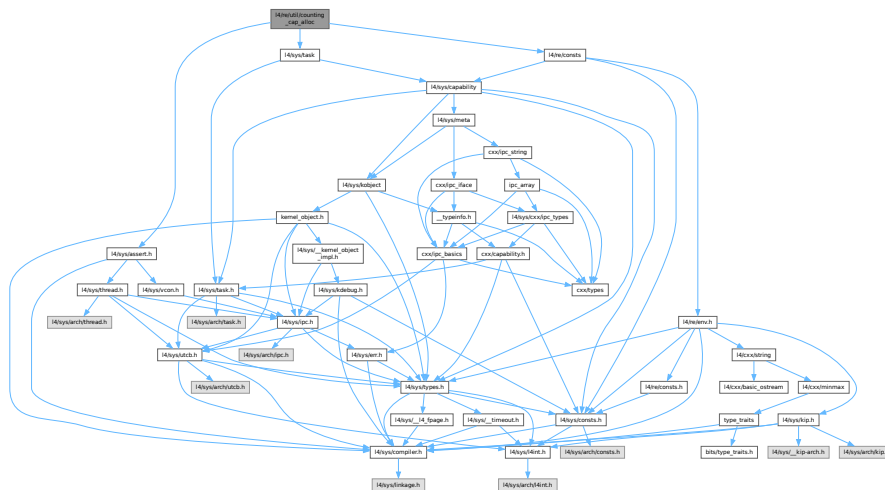 l4/re/util/counting
_cap_alloc
l4/sys/task
l4/re/consts
l4/sys/capability
l4/sys/meta
cxx/ipc_string
l4/sys/kobject
cxx/ipc_iface
ipc_array
kernel_object.h
__typeinfo.h
l4/sys/cxx/ipc_types
l4/sys/assert.h
l4/sys/__kernel_object
_impl.h
cxx/ipc_basics
cxx/capability.h
l4/sys/thread.h
l4/sys/vcon.h
l4/sys/task.h
l4/sys/kdebug.h
cxx/types
l4/sys/arch/thread.h
l4/sys/arch/task.h
l4/sys/ipc.h
l4/re/env.h
l4/sys/utcb.h
l4/sys/arch/ipc.h
l4/sys/err.h
l4/cxx/string
l4/sys/arch/utcb.h
l4/sys/types.h
l4/re/consts.h
l4/cxx/basic_ostream
l4/cxx/minmax
l4/sys/__l4_fpage.h
l4/sys/__timeout.h
l4/sys/consts.h
type_traits
l4/sys/kip.h
l4/sys/compiler.h
l4/sys/l4int.h
l4/sys/arch/consts.h
bits/type_traits.h
l4/sys/__kip-arch.h
l4/sys/arch/kip.
l4/sys/linkage.h
l4/sys/arch/l4int.h